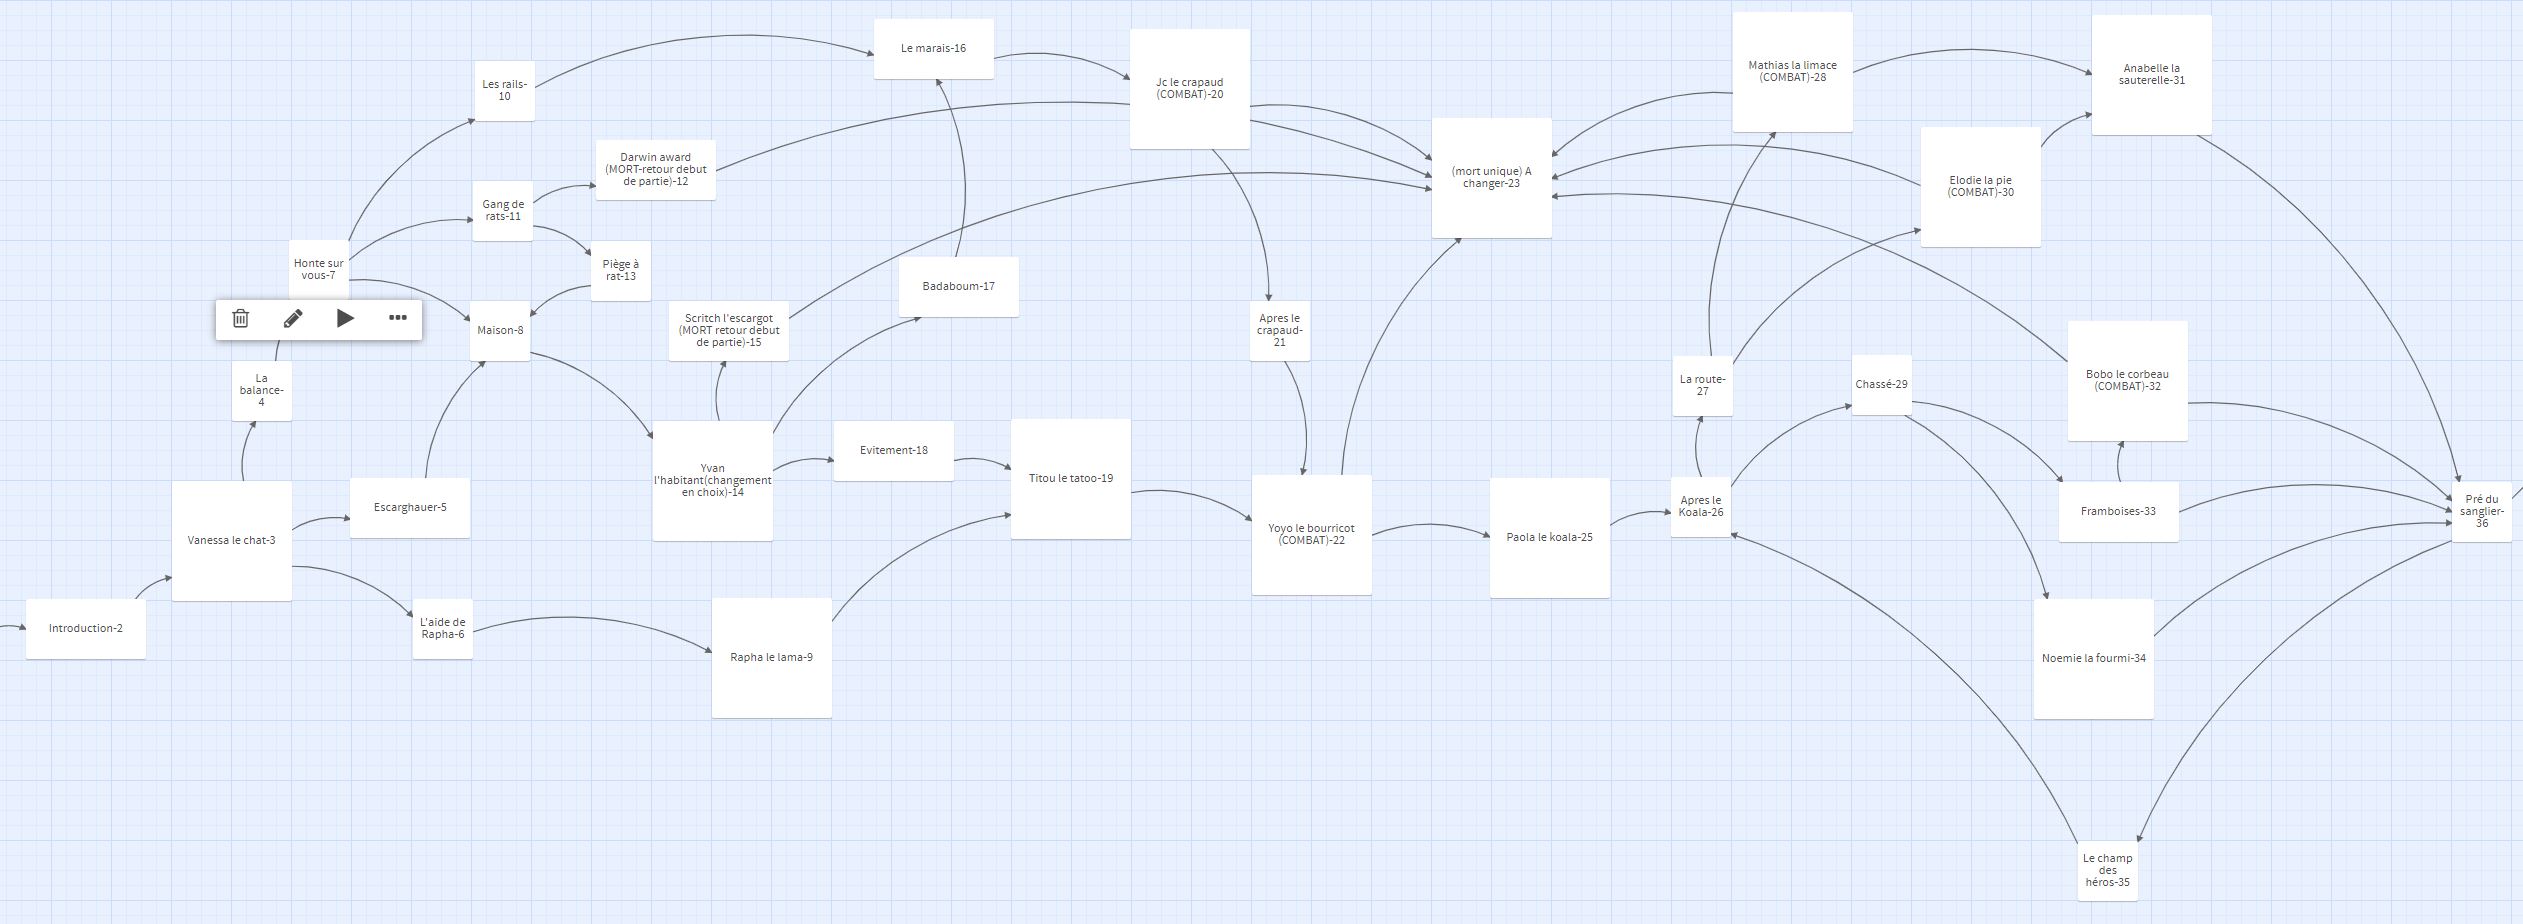 Le marais-16
Mathias la limace
(COMBAT)-28
Anabelle la
sauterelle-31
Les rails-
10
Jc le crapaud
(COMBAT)-20
Darwin award
(MORT-retour debut
de partie)-12
(mort unique) A
changer-23
Elodie la pie
(COMBAT)-30
Gang de
rats-11
Honte sur
vous-7
Piège à
rat-13
Badaboum-17
Maison-8
Scritch l'escargot
(MORT retour debut
de partie)-15
Apres le
crapaud-
21
La
balance-
4
La route-
27
Chassé-29
Bobo le corbeau
(COMBAT)-32
Yvan
l'habitant(changement
en choix)-14
Evitement-18
Titou le tatoo-19
Escarghauer-5
Vanessa le chat-3
Yoyo le bourricot
(COMBAT)-22
Paola le koala-25
Apres le
Koala-26
Framboises-33
Pré du
sanglier-
36
Introduction-2
L'aide de
Rapha-6
Rapha le lama-9
Noemie la fourmi-34
Le champ
des
héros-35